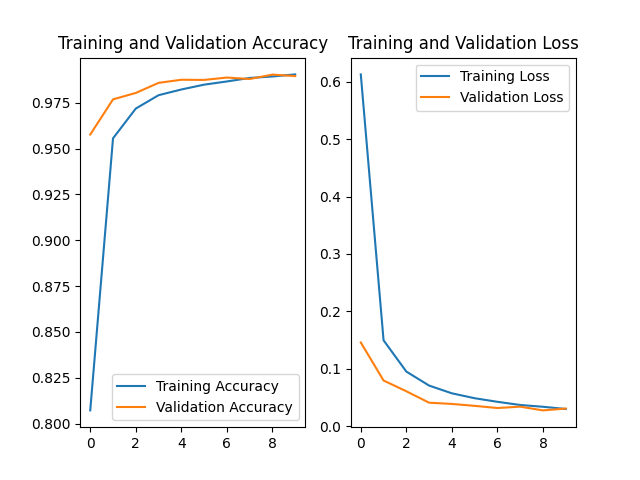 Training and Validation Accuracy
0.975
0.950
0.925
0.900
0.875
0.850
0.825
0.800
Training Accuracy
Validation Accuracy
0 2 4 6 8
Training and Validation Loss
0.6
0.5
0.4
0.3
0.2
0.1
0.0
Training Loss
Validation Loss
0 2 4 6 8